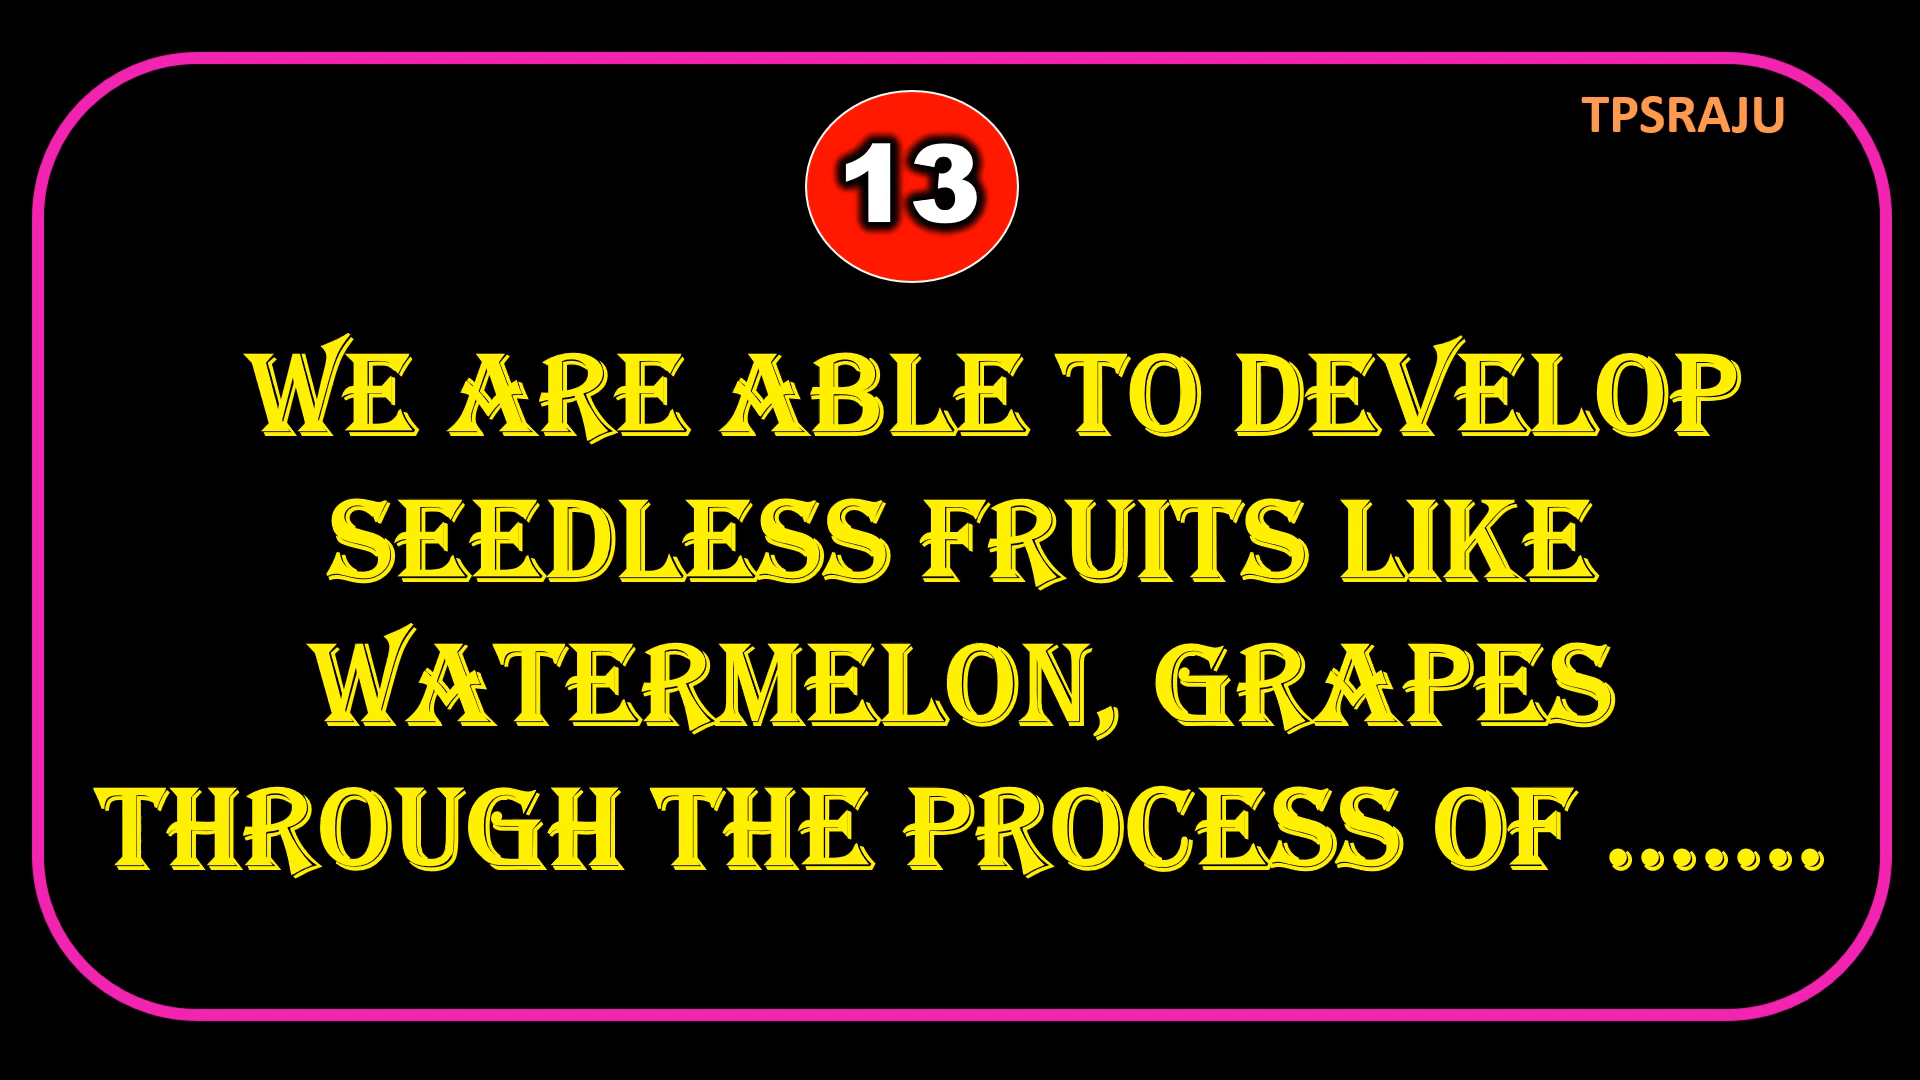 TPSRAJU
13
WE ARE ABLE TO DEVELOP
SEEDLESS FRUITS LIKE
WATERMELON, GRAPES
THROUGH THE PROCESS OF .......